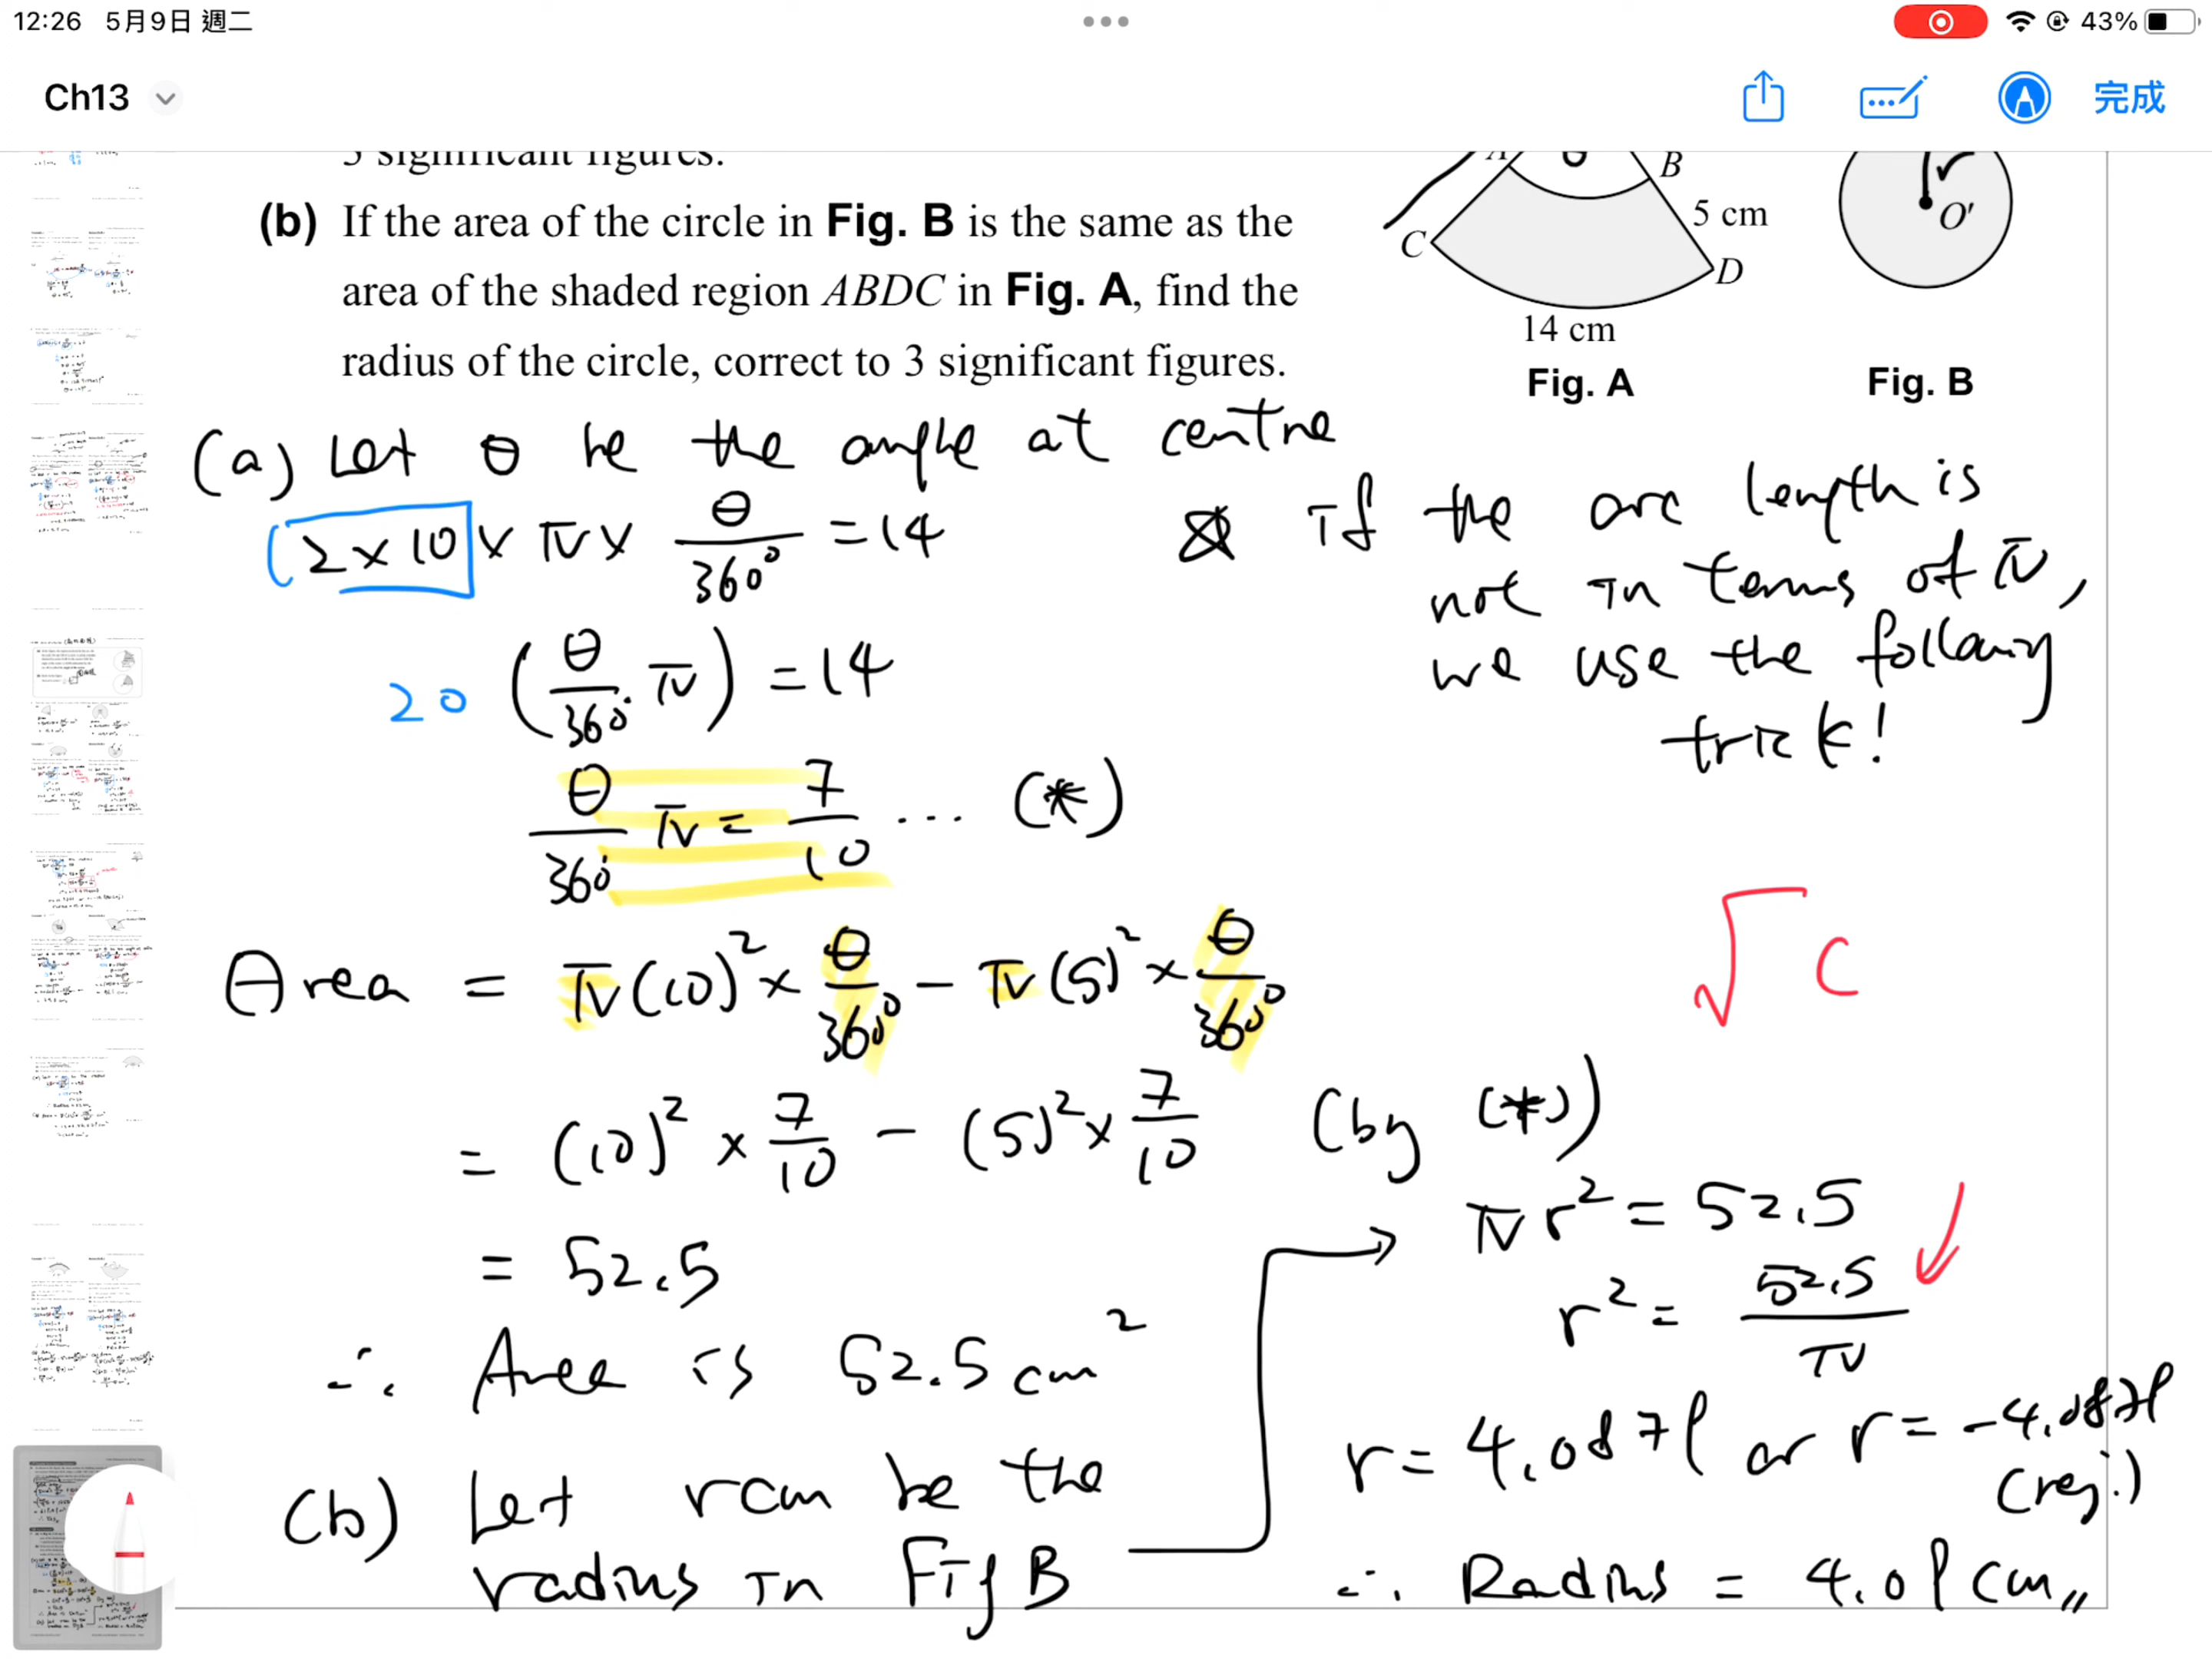 12:26 5月9日 週二
43%
Ch13
完成
3 significant figures.
(b) If the area of the circle in Fig. B is the same as the
area of the shaded region ABDC in Fig. A, find the
radius of the circle, correct to 3 significant figures.
A
θ
B
5 cm
C
D
14 cm
Fig. A
r
O'
Fig. B
(a) Let θ be the angle at centre
2 × 10 × π × θ/360° = 14
20 (θ/360° π) = 14
θ/360° π = 7/10 ... (*)
If the arc length is
not in terms of π,
we use the following
trick!
Area = π(10)² × θ/360° − π(5)² × θ/360°
= (10)² × 7/10 − (5)² × 7/10 (by (*))
= 52.5
∴ Area is 52.5 cm²
√ C
(b) Let r cm be the
radius in Fig B
πr² = 52.5
r² = 52.5/π
r = 4.0879 or r = −4.0879
(rej.)
∴ Radius = 4.09 cm